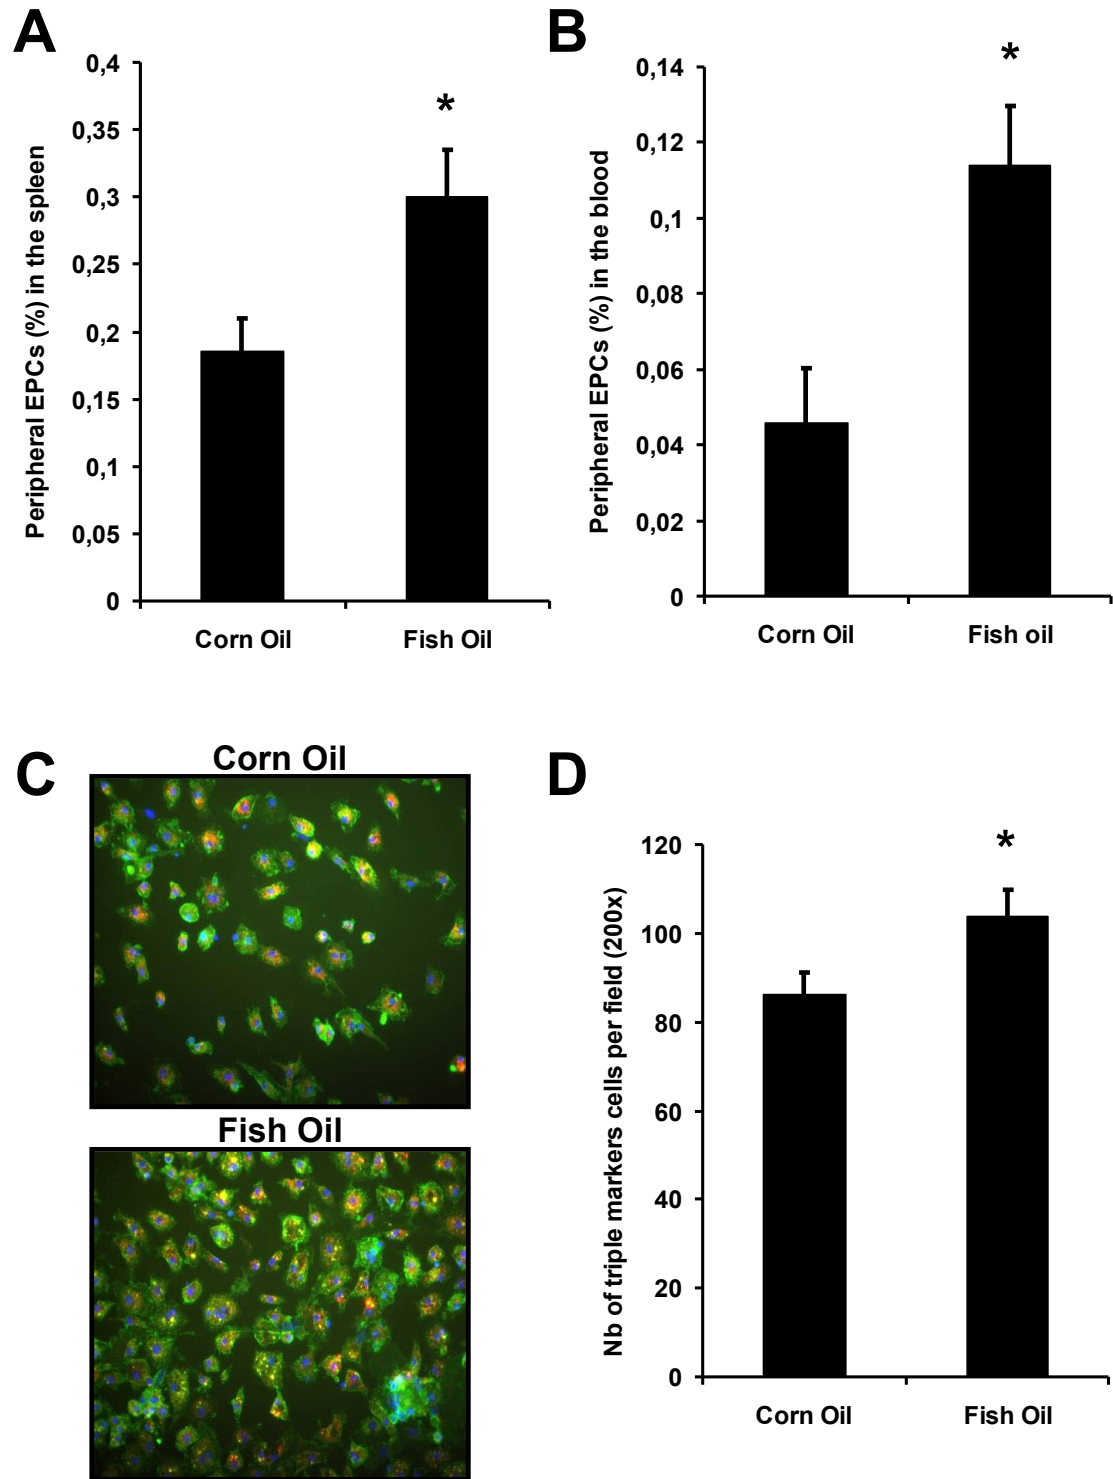 A
Peripheral EPCs (%) in the spleen
0,4
0,35
*
0,3
0,25
0,2
0,15
0,1
0,05
0
Corn Oil
Fish Oil
B
Peripheral EPCs (%) in the blood
0,14
*
0,12
0,1
0,08
0,06
0,04
0,02
0
Corn Oil
Fish oil
C
Corn Oil
Fish Oil
D
Nb of triple markers cells per field (200x)
120
*
100
80
60
40
20
0
Corn Oil
Fish Oil